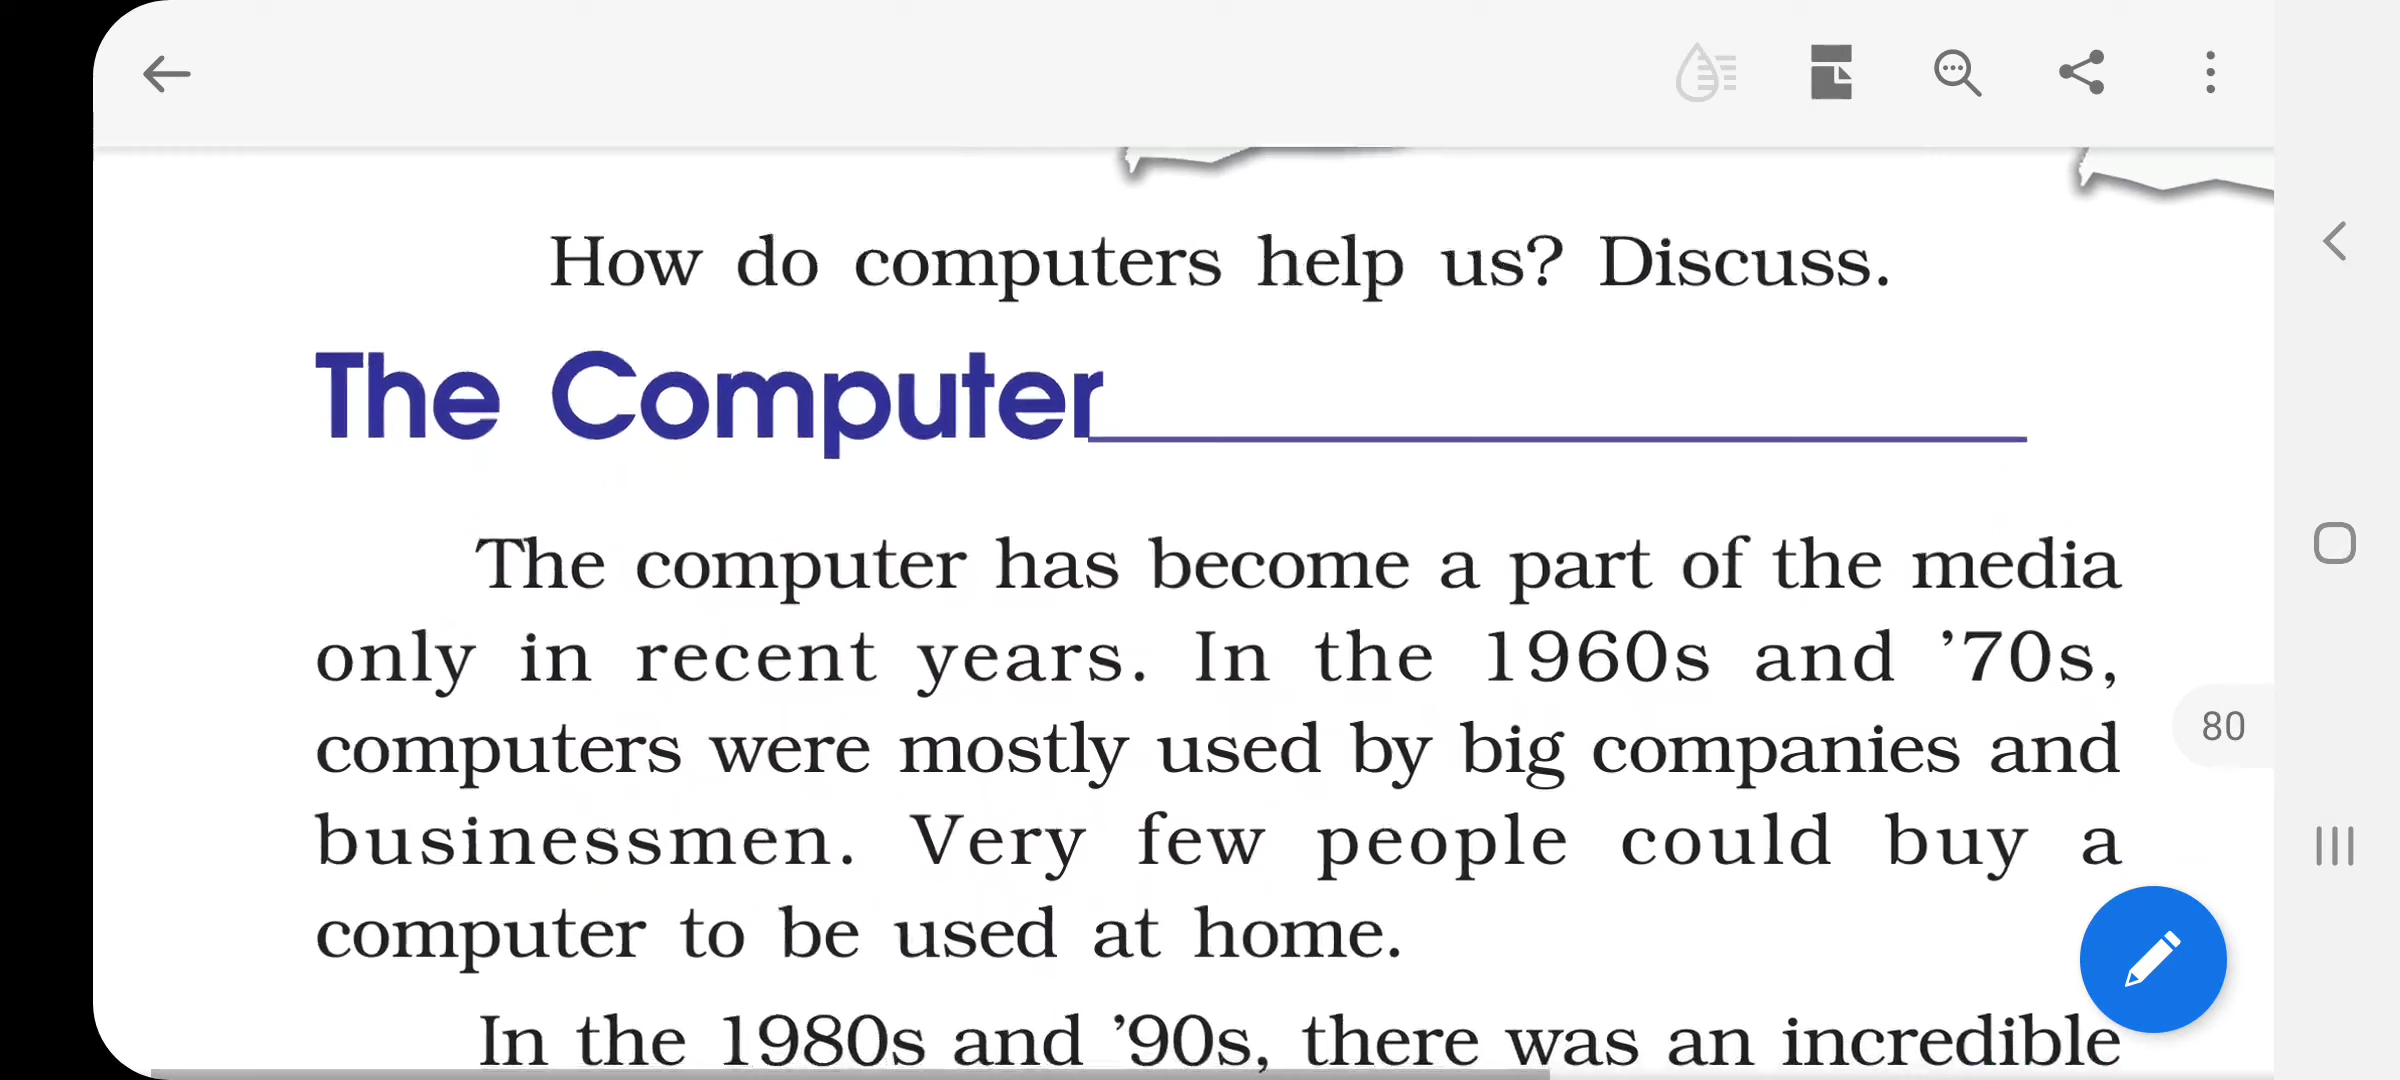 How do computers help us? Discuss.
The Computer
The computer has become a part of the media
only in recent years. In the 1960s and ’70s,
computers were mostly used by big companies and
80
businessmen. Very few people could buy a
computer to be used at home.
In the 1980s and ’90s, there was an incredible